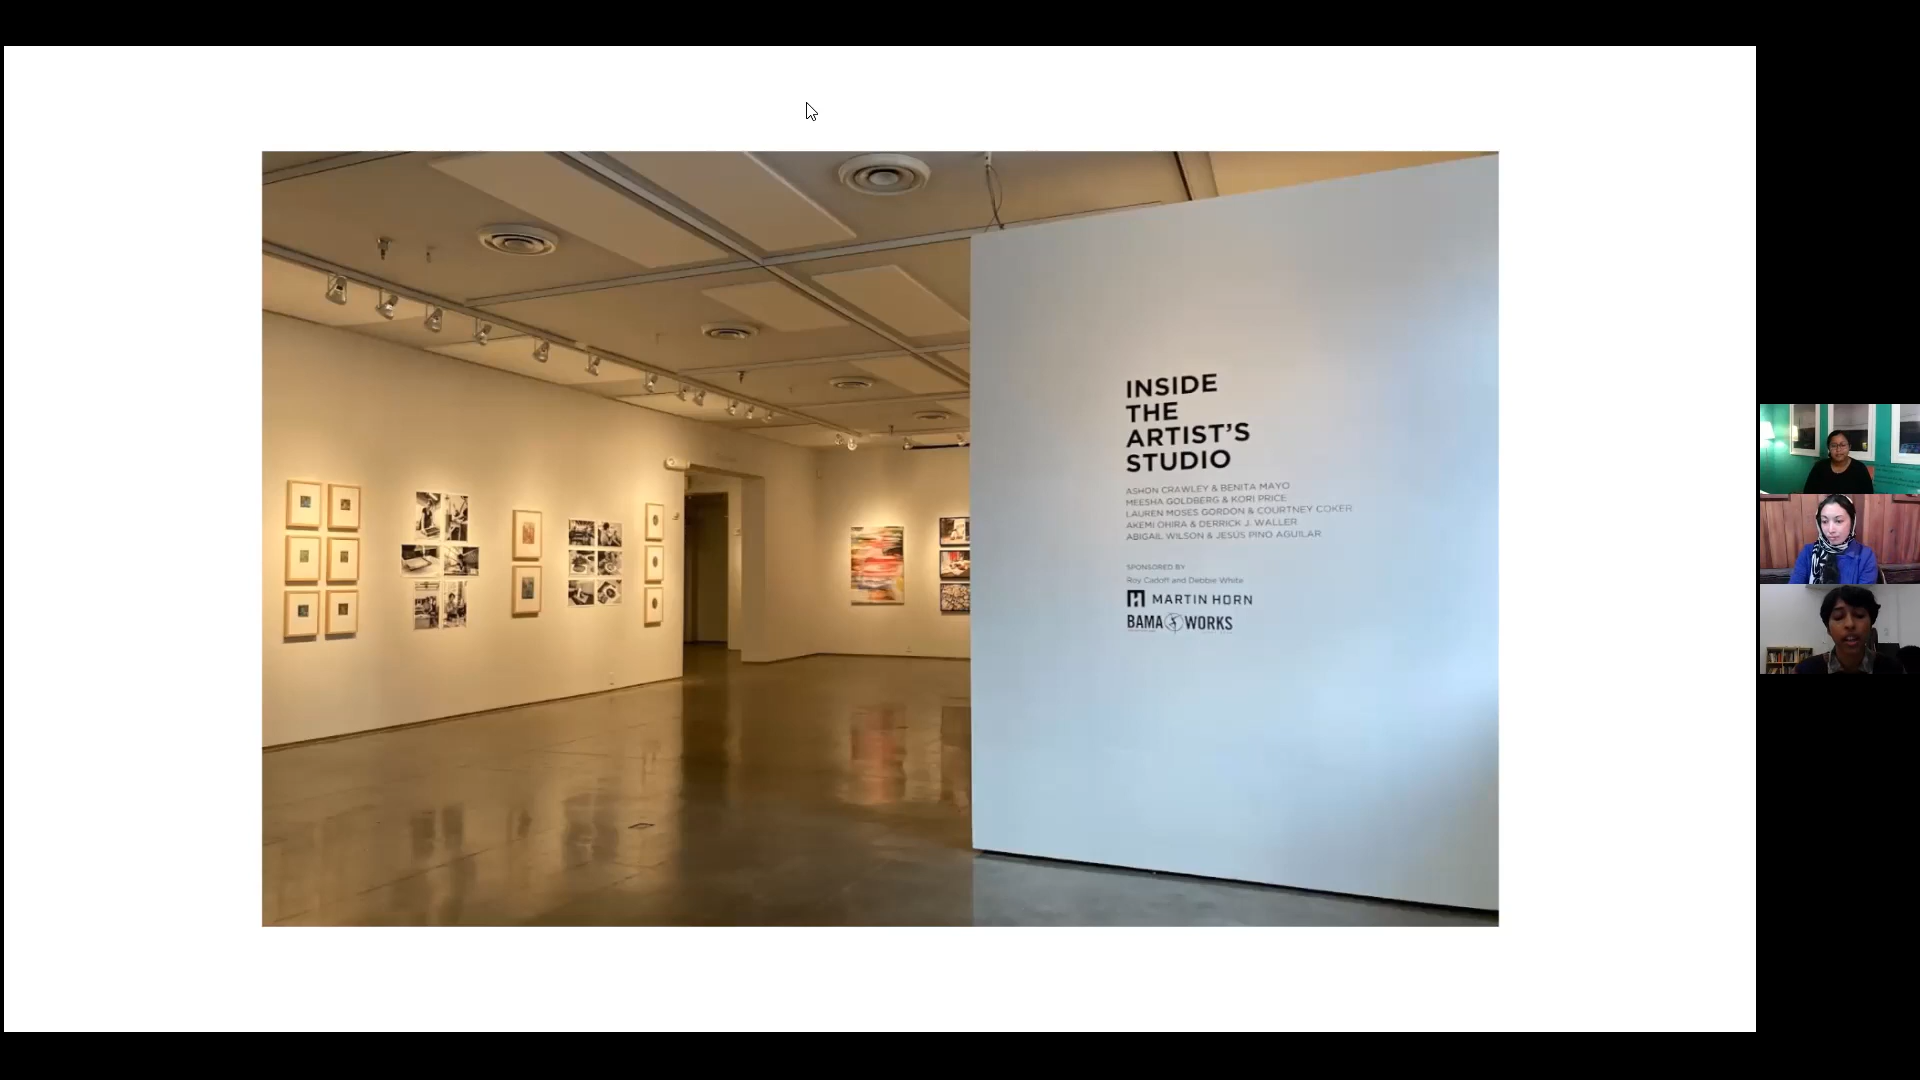 INSIDE
THE
ARTIST'S
STUDIO
ASHON CRAWLEY & BENITA MAYO
MEESHA GOLDBERG & KORI PRICE
LAUREN MOSES GORDON & COURTNEY COKER
AKEMI OHIRA & DERRICK J. WALLER
ABIGAIL WILSON & JESÚS PINO AGUILAR
SPONSORED BY
Roy Cadoff and Debbie White
MARTIN HORN
BAMA WORKS